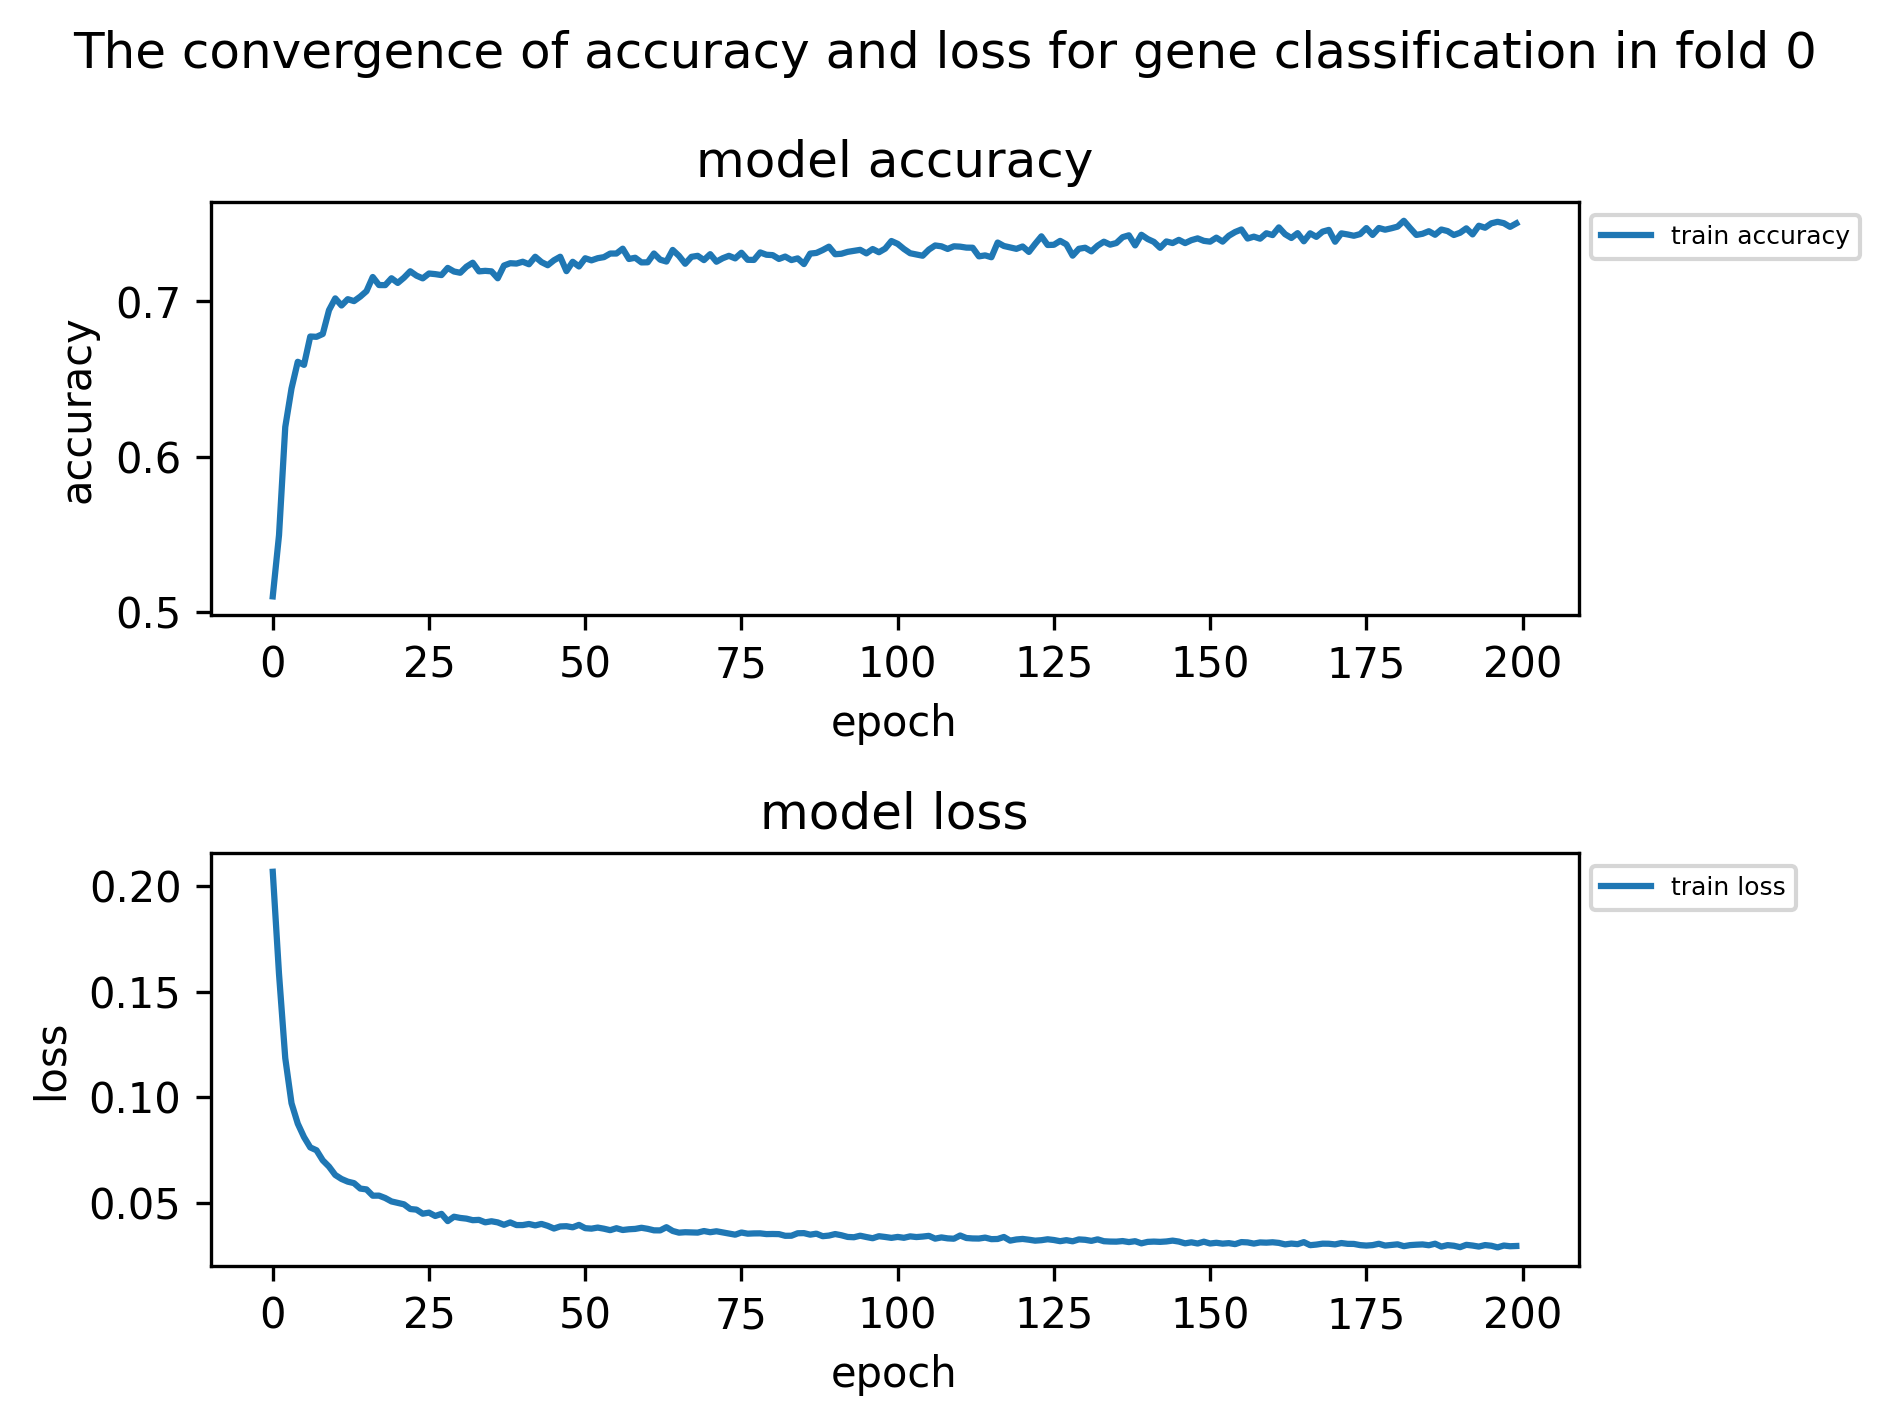 The convergence of accuracy and loss for gene classification in fold 0
model accuracy
train accuracy
0.7
0.6
0.5
accuracy
0 25 50 75 100 125 150 175 200
epoch
model loss
train loss
0.20
0.15
0.10
0.05
loss
0 25 50 75 100 125 150 175 200
epoch